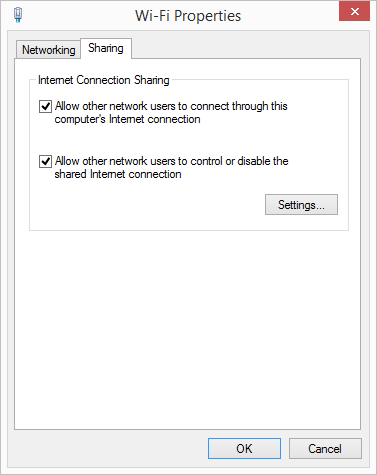 Wi-Fi Properties
Networking
Sharing
Internet Connection Sharing
Allow other network users to connect through this
computer's Internet connection
Allow other network users to control or disable the
shared Internet connection
Settings...
OK
Cancel